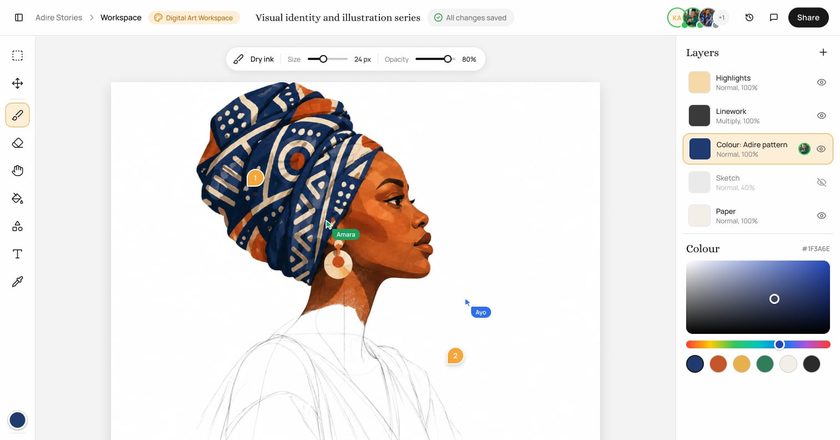 Adire Stories > Workspace Digital Art Workspace Visual identity and illustration series All changes saved KA +1 Share
Dry ink Size 24 px Opacity 80%
Layers
Highlights
Normal, 100%
Linework
Multiply, 100%
Colour: Adire pattern
Normal, 100%
Sketch
Normal, 40%
Paper
Normal, 100%
1
Amara
Ayo
2
Colour #1F3A6E